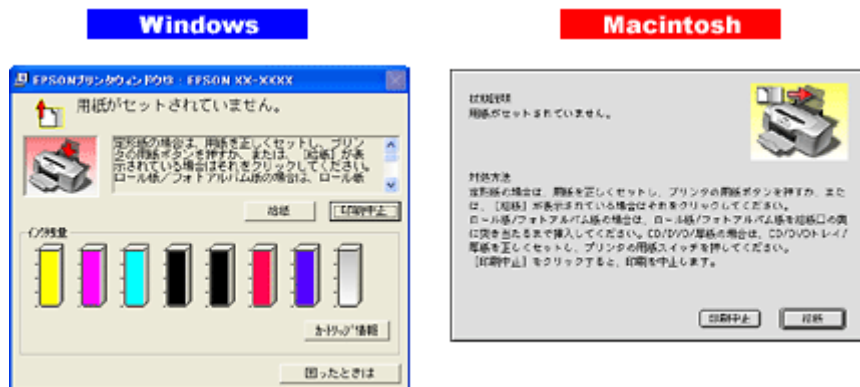 Windows
Macintosh
EPSONプリンタウィンドウ!3 : EPSON XX-XXXX
用紙がセットされていません。
定形紙の場合は、用紙を正しくセットし、プリン
タの用紙ボタンを押すか、または、［給紙］が表
示されている場合はそれをクリックしてください。
ロール紙/フォトアルバム紙の場合は、ロール紙
給紙
印刷中止
インク残量
カートリッジ情報
困ったときは
状態説明
用紙がセットされていません。
対処方法
定形紙の場合は、用紙を正しくセットし、プリンタの用紙ボタンを押すか、また
は、［給紙］が表示されている場合はそれをクリックしてください。
ロール紙/フォトアルバム紙の場合は、ロール紙/フォトアルバム紙を給紙口の奥
に突き当たるまで挿入してください。CD/DVD/厚紙の場合は、CD/DVDトレイ/
厚紙を正しくセットし、プリンタの用紙スイッチを押してください。
［印刷中止］をクリックすると、印刷を中止します。
印刷中止
給紙